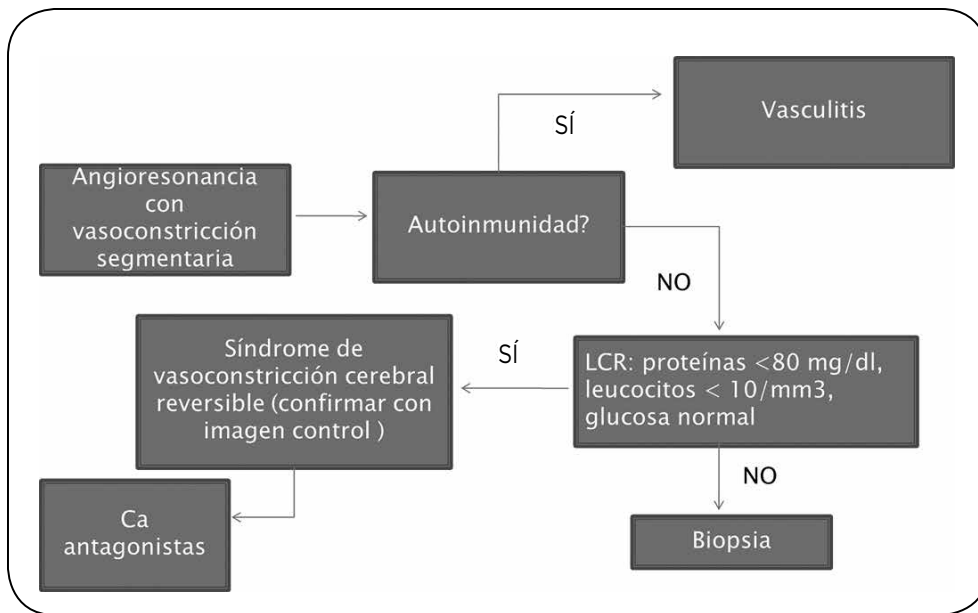 Angioresonancia
con
vasoconstricción
segmentaria
Autoinmunidad?
SÍ
Vasculitis
NO
LCR: proteínas <80 mg/dl,
leucocitos < 10/mm3,
glucosa normal
SÍ
Síndrome de
vasoconstricción cerebral
reversible (confirmar con
imagen control )
Ca
antagonistas
NO
Biopsia